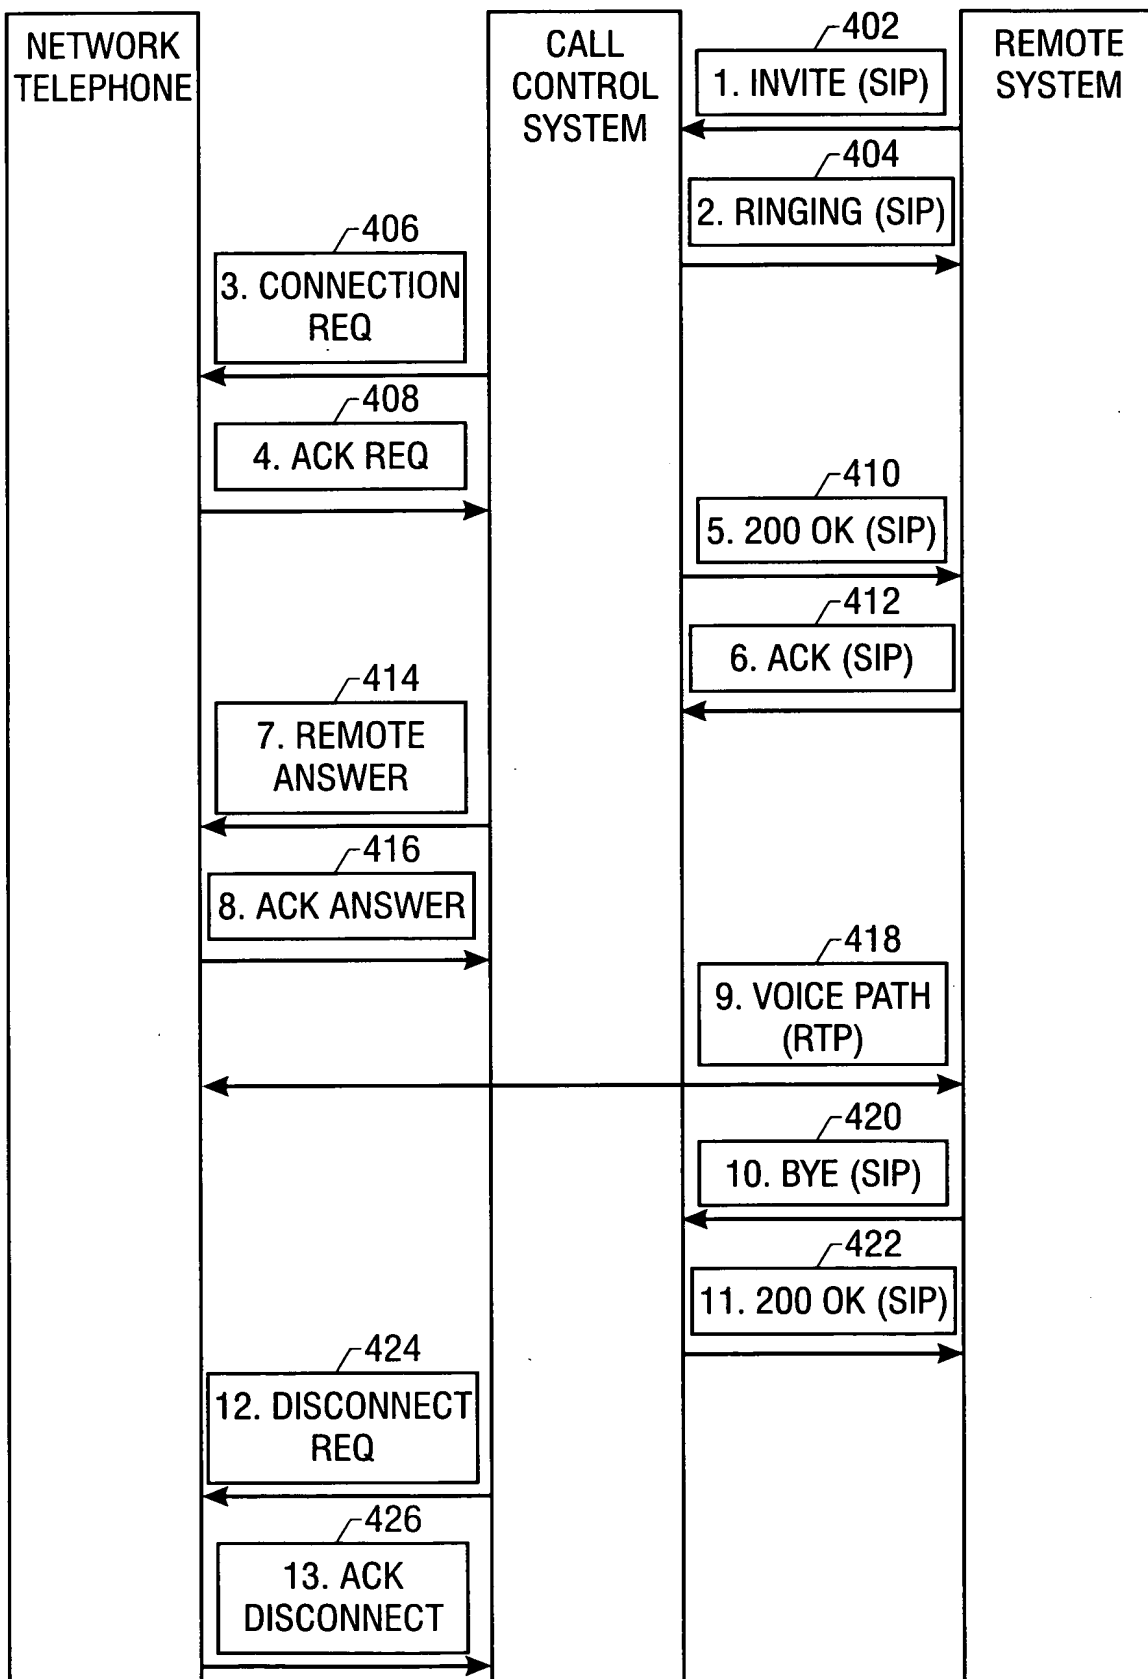 NETWORK
TELEPHONE
CALL
CONTROL
SYSTEM
REMOTE
SYSTEM
402
1. INVITE (SIP)
404
2. RINGING (SIP)
406
3. CONNECTION
REQ
408
4. ACK REQ
410
5. 200 OK (SIP)
412
6. ACK (SIP)
414
7. REMOTE
ANSWER
416
8. ACK ANSWER
418
9. VOICE PATH
(RTP)
420
10. BYE (SIP)
422
11. 200 OK (SIP)
424
12. DISCONNECT
REQ
426
13. ACK
DISCONNECT